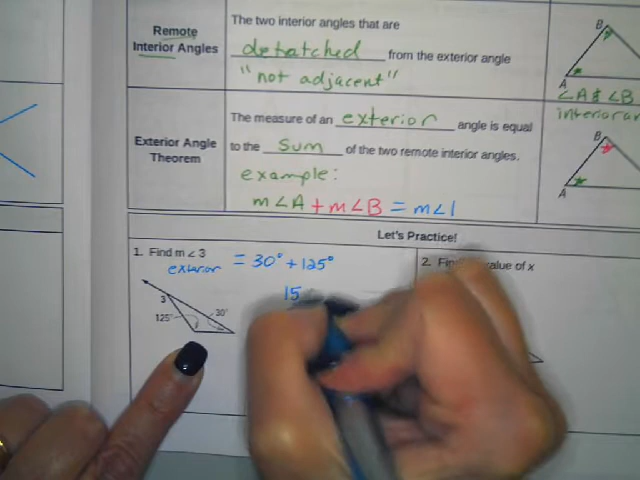 Remote
Interior Angles
The two interior angles that are
detatched from the exterior angle
"not adjacent"
B
A
∠A & ∠B
Exterior Angle
Theorem
The measure of an exterior angle is equal
to the sum of the two remote interior angles.
example:
m∠A + m∠B = m∠1
B
A
Let's Practice!
1. Find m ∠ 3
exterior = 30° + 125°
15
3
125°
30°
2. value of x